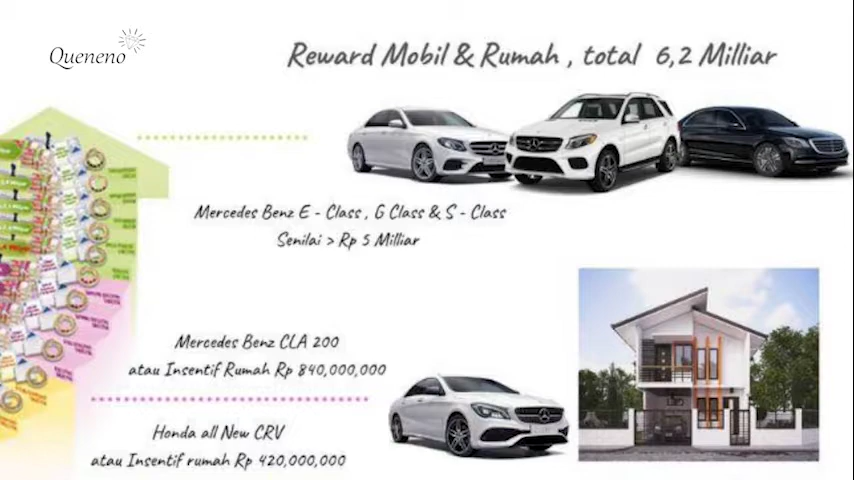 Queneno
Reward Mobil & Rumah , total 6,2 Milliar
Mercedes Benz E - Class , G Class & S - Class
Senilai > Rp 5 Milliar
Mercedes Benz CLA 200
atau Insentif Rumah Rp 840,000,000
Honda all New CRV
atau Insentif rumah Rp 420,000,000